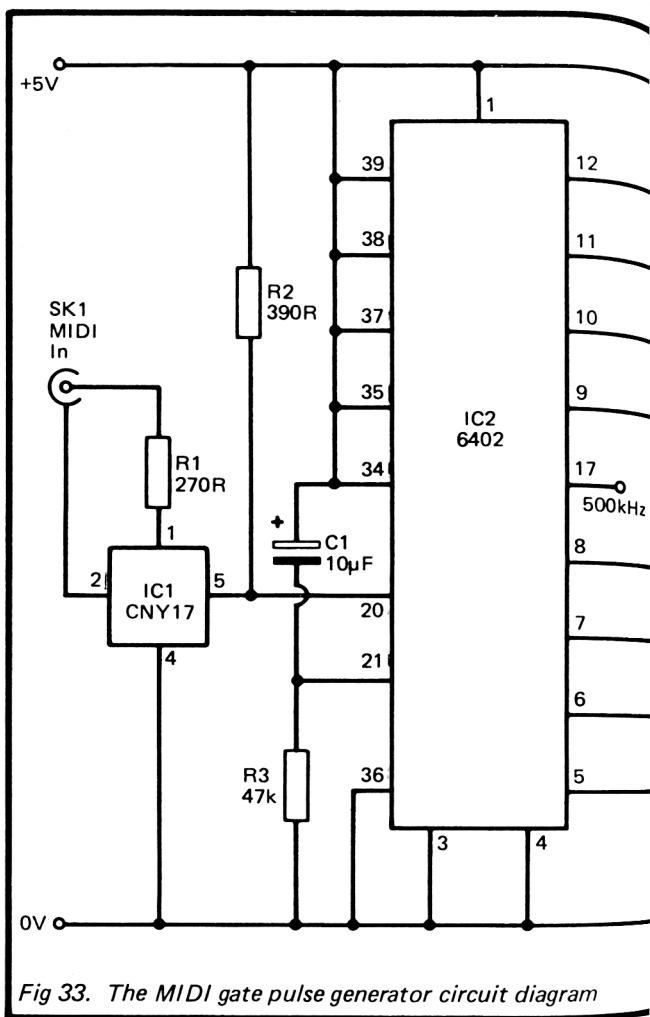 +5V
1
39
12
38
11
R2
390R
37
10
SK1
MIDI
In
35
9
IC2
6402
R1
270R
34
17
500kHz
+
C1
10µF
1
8
2
IC1
CNY17
5
20
7
21
4
6
R3
47k
36
5
3
4
0V
Fig 33. The MIDI gate pulse generator circuit diagram